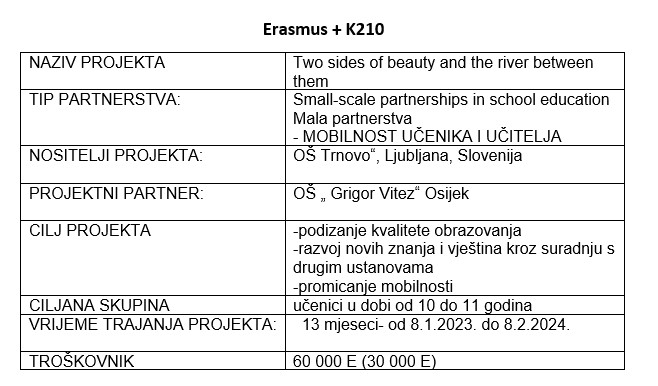 Erasmus + K210
NAZIV PROJEKTA
Two sides of beauty and the river between
them
TIP PARTNERSTVA:
Small-scale partnerships in school education
Mala partnerstva
- MOBILNOST UČENIKA I UČITELJA
NOSITELJI PROJEKTA:
OŠ Trnovo“, Ljubljana, Slovenija
PROJEKTNI PARTNER:
OŠ „ Grigor Vitez“ Osijek
CILJ PROJEKTA
-podizanje kvalitete obrazovanja
-razvoj novih znanja i vještina kroz suradnju s
drugim ustanovama
-promicanje mobilnosti
CILJANA SKUPINA
učenici u dobi od 10 do 11 godina
VRIJEME TRAJANJA PROJEKTA:
13 mjeseci- od 8.1.2023. do 8.2.2024.
TROŠKOVNIK
60 000 E (30 000 E)